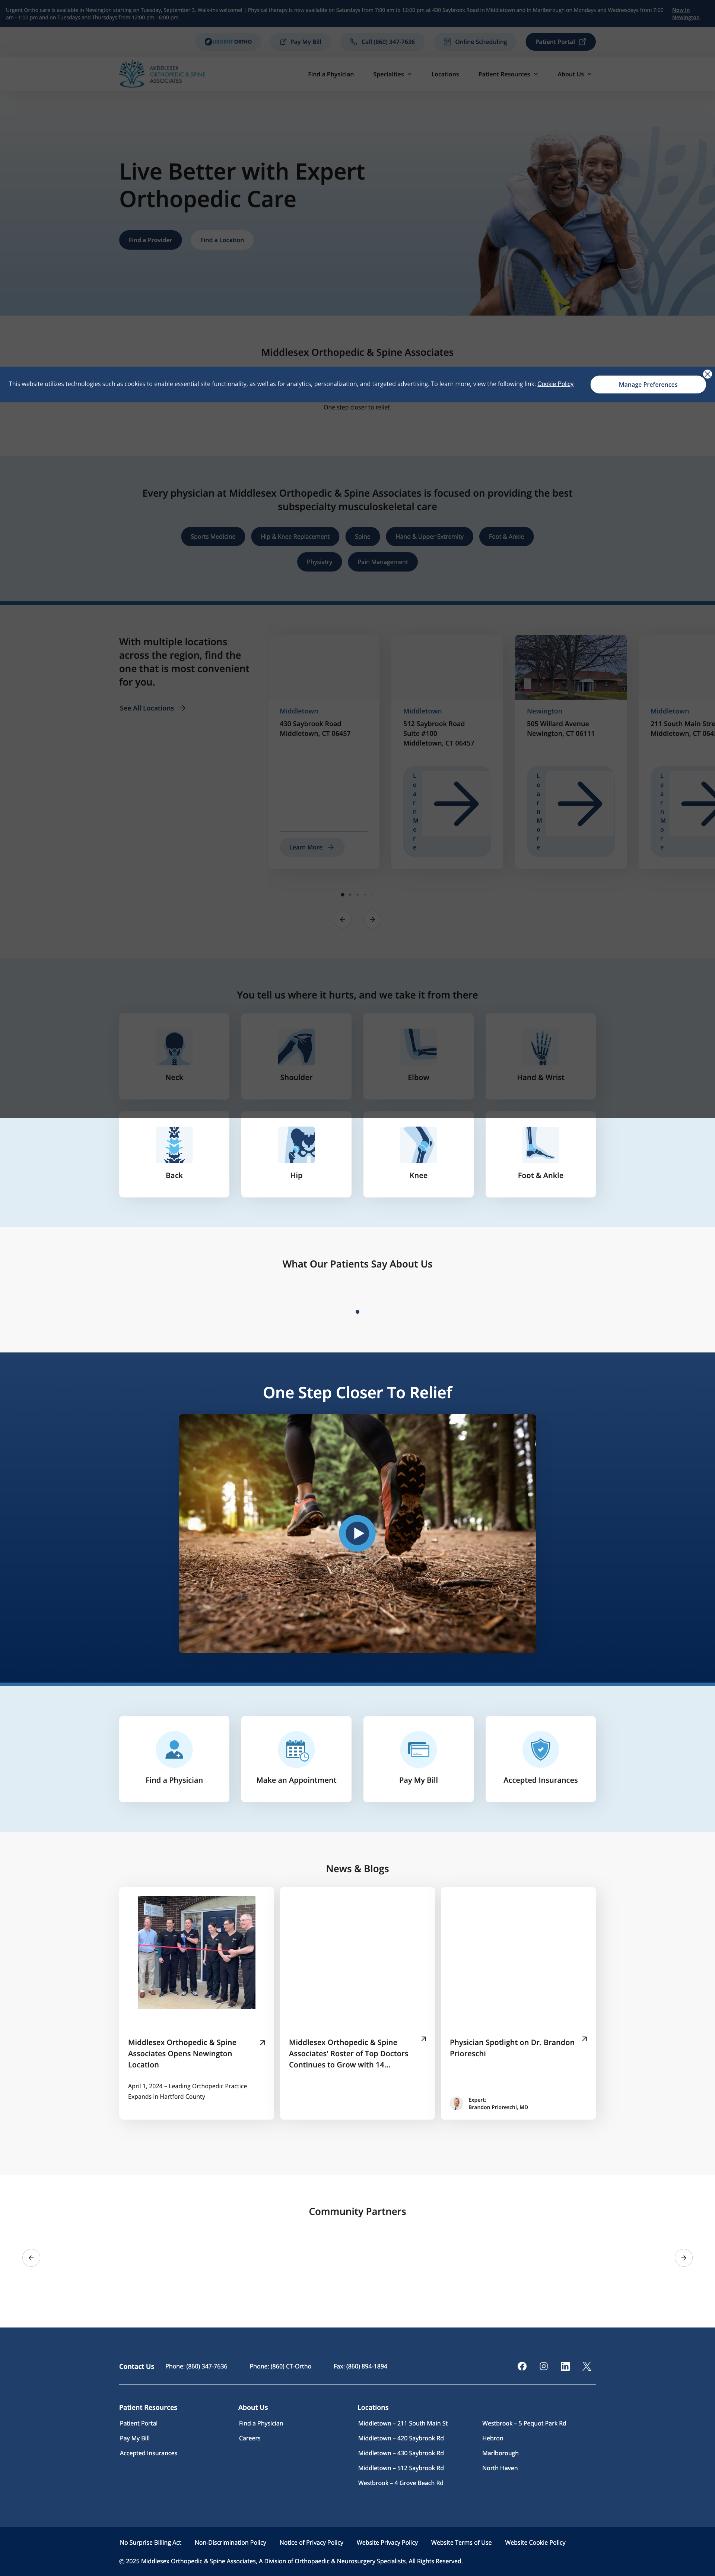 Urgent Ortho care is available in Newington starting on Tuesday, September 3. Walk-ins welcome! | Physical therapy is now available on Saturdays from 7:00 am to 12:00 pm at 430 Saybrook Road in Middletown and in Marlborough on Mondays and Wednesdays from 7:00
am - 1:00 pm and on Tuesdays and Thursdays from 12:00 pm - 6:00 pm.
Now In
Newington
URGENT ORTHO
Pay My Bill
Call (860) 347-7636
Online Scheduling
Patient Portal
MIDDLESEX
ORTHOPEDIC & SPINE
ASSOCIATES
Find a Physician
Specialties
Locations
Patient Resources
About Us
Live Better with Expert
Orthopedic Care
Find a Provider
Find a Location
Middlesex Orthopedic & Spine Associates
This website utilizes technologies such as cookies to enable essential site functionality, as well as for analytics, personalization, and targeted advertising. To learn more, view the following link: Cookie Policy
Manage Preferences
One step closer to relief.
Every physician at Middlesex Orthopedic & Spine Associates is focused on providing the best
subspecialty musculoskeletal care
Sports Medicine
Hip & Knee Replacement
Spine
Hand & Upper Extremity
Foot & Ankle
Physiatry
Pain Management
With multiple locations
across the region, find the
one that is most convenient
for you.
See All Locations
Middletown
430 Saybrook Road
Middletown, CT 06457
Learn More
Middletown
512 Saybrook Road
Suite #100
Middletown, CT 06457
Learn More
Newington
505 Willard Avenue
Newington, CT 06111
Learn More
Middletown
211 South Main Stre
Middletown, CT 064
Learn More
You tell us where it hurts, and we take it from there
Neck
Shoulder
Elbow
Hand & Wrist
Back
Hip
Knee
Foot & Ankle
What Our Patients Say About Us
One Step Closer To Relief
Find a Physician
Make an Appointment
Pay My Bill
Accepted Insurances
News & Blogs
Middlesex Orthopedic & Spine
Associates Opens Newington
Location
April 1, 2024 – Leading Orthopedic Practice
Expands in Hartford County
Middlesex Orthopedic & Spine
Associates' Roster of Top Doctors
Continues to Grow with 14...
Physician Spotlight on Dr. Brandon
Prioreschi
Expert:
Brandon Prioreschi, MD
Community Partners
Contact Us
Phone: (860) 347-7636
Phone: (860) CT-Ortho
Fax: (860) 894-1894
Patient Resources
Patient Portal
Pay My Bill
Accepted Insurances
About Us
Find a Physician
Careers
Locations
Middletown – 211 South Main St
Middletown – 420 Saybrook Rd
Middletown – 430 Saybrook Rd
Middletown – 512 Saybrook Rd
Westbrook – 4 Grove Beach Rd
Westbrook – 5 Pequot Park Rd
Hebron
Marlborough
North Haven
No Surprise Billing Act
Non-Discrimination Policy
Notice of Privacy Policy
Website Privacy Policy
Website Terms of Use
Website Cookie Policy
© 2025 Middlesex Orthopedic & Spine Associates, A Division of Orthopaedic & Neurosurgery Specialists. All Rights Reserved.